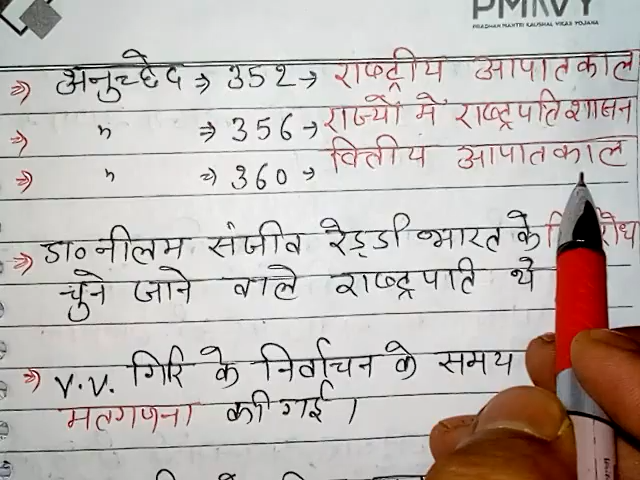 PMKVY
PRADHAN MANTRI KAUSHAL VIKAS YOJANA
⇒ अनुच्छेद ⇒ 352 → राष्ट्रीय आपातकाल
⇒ " ⇒ 356 → राज्यों में राष्ट्रपति शासन
⇒ " ⇒ 360 → वित्तीय आपातकाल
⇒ डा० नीलम संजीव रेड्डी भारत के
चुने जाने वाले राष्ट्रपति थे
⇒ V.V. गिरि के निर्वाचन के समय
मतगणना की गई ।